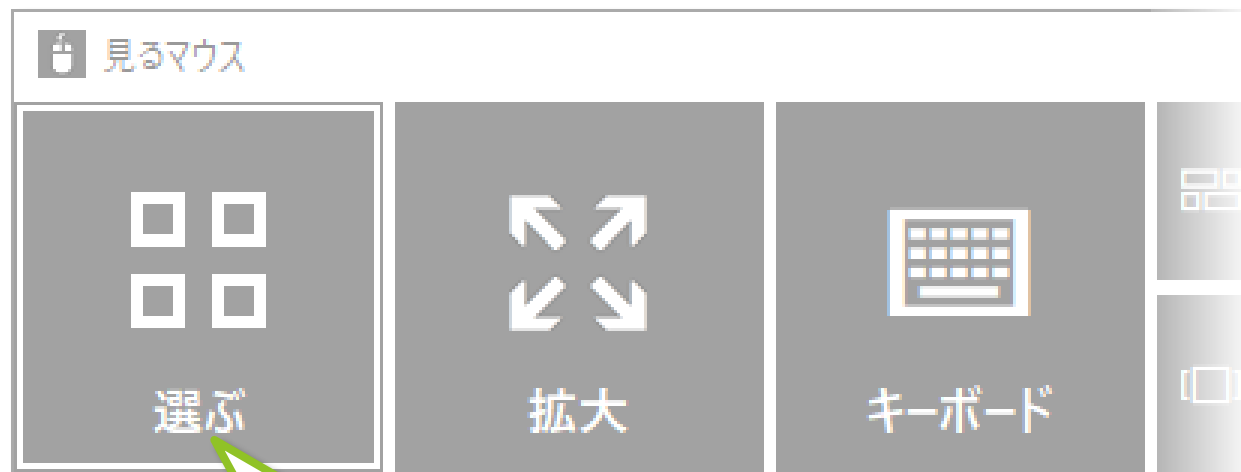 見るマウス
選ぶ
拡大
キーボード